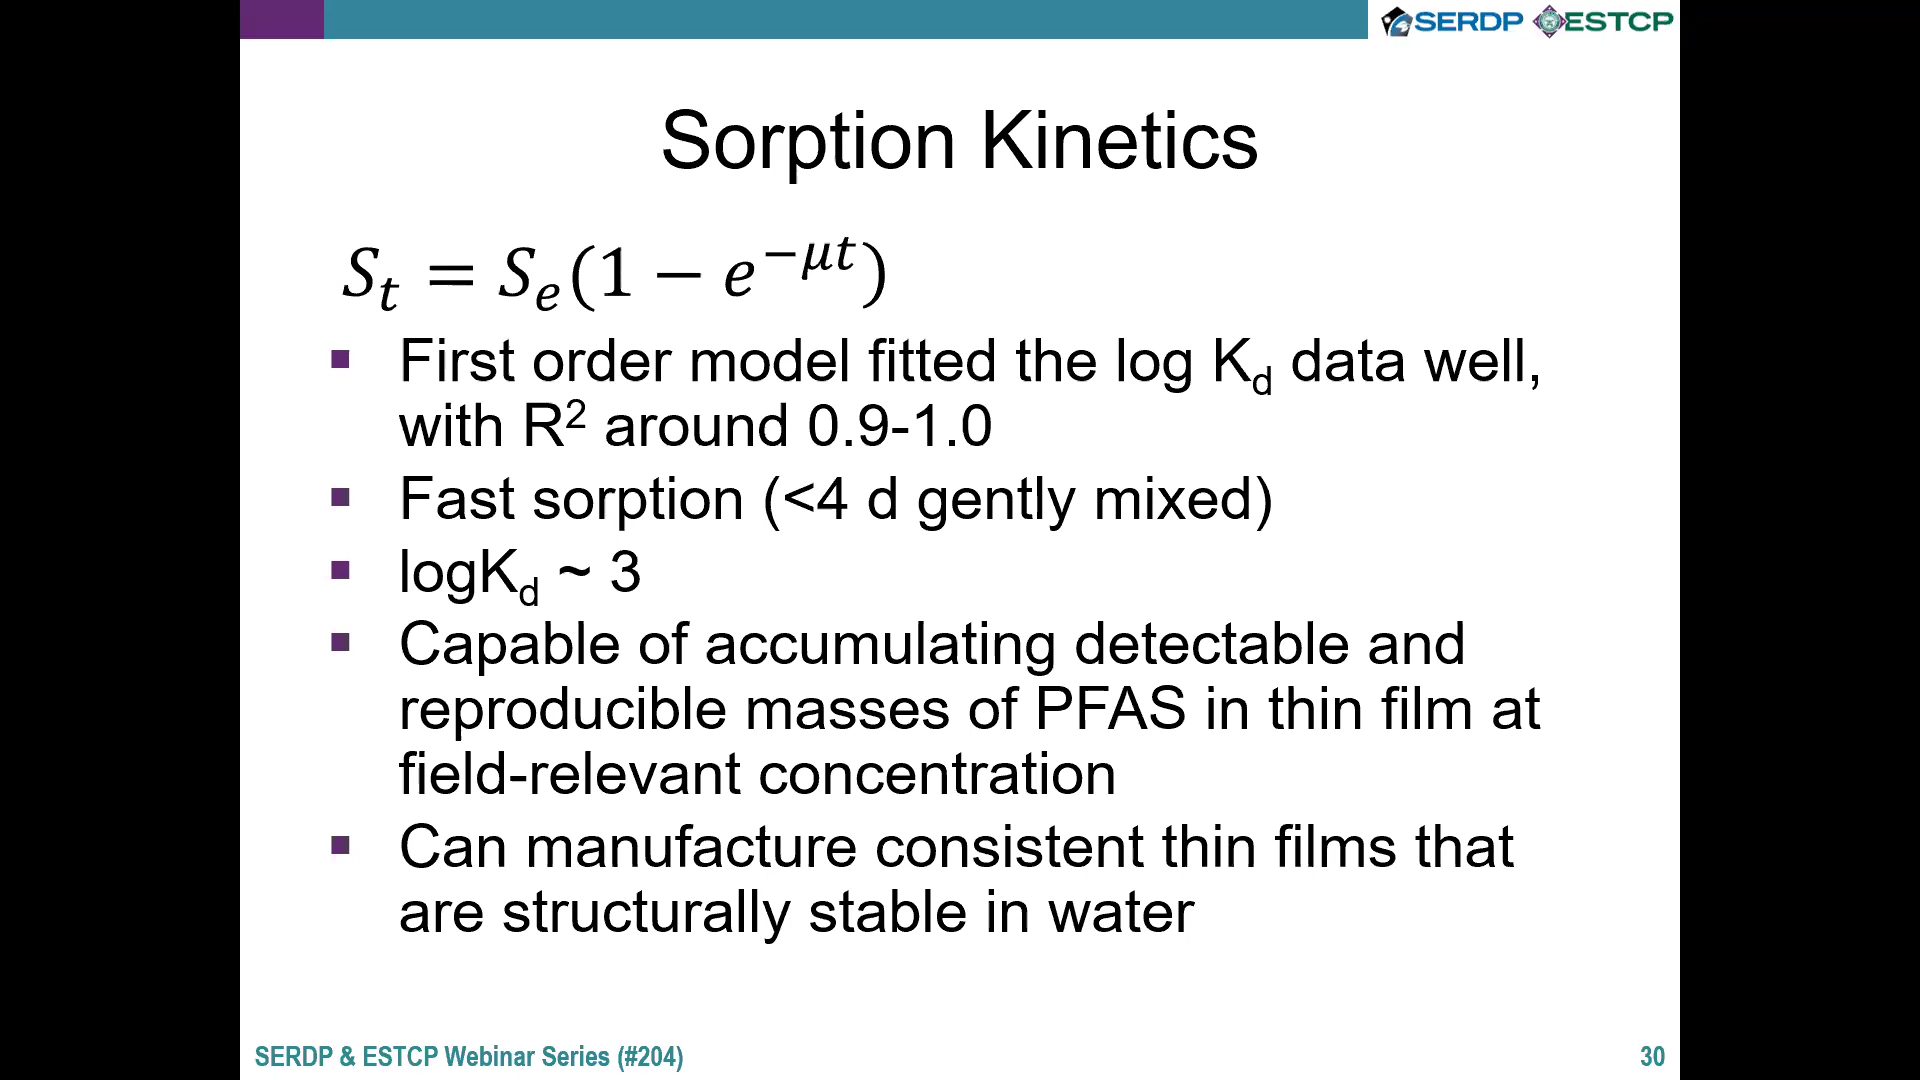 SERDP ESTCP
Sorption Kinetics
Sₜ = Sₑ(1 − e^{−μt})
▪ First order model fitted the log K_d data well,
with R² around 0.9-1.0
▪ Fast sorption (<4 d gently mixed)
▪ logK_d ~ 3
▪ Capable of accumulating detectable and
reproducible masses of PFAS in thin film at
field-relevant concentration
▪ Can manufacture consistent thin films that
are structurally stable in water
SERDP & ESTCP Webinar Series (#204)
30